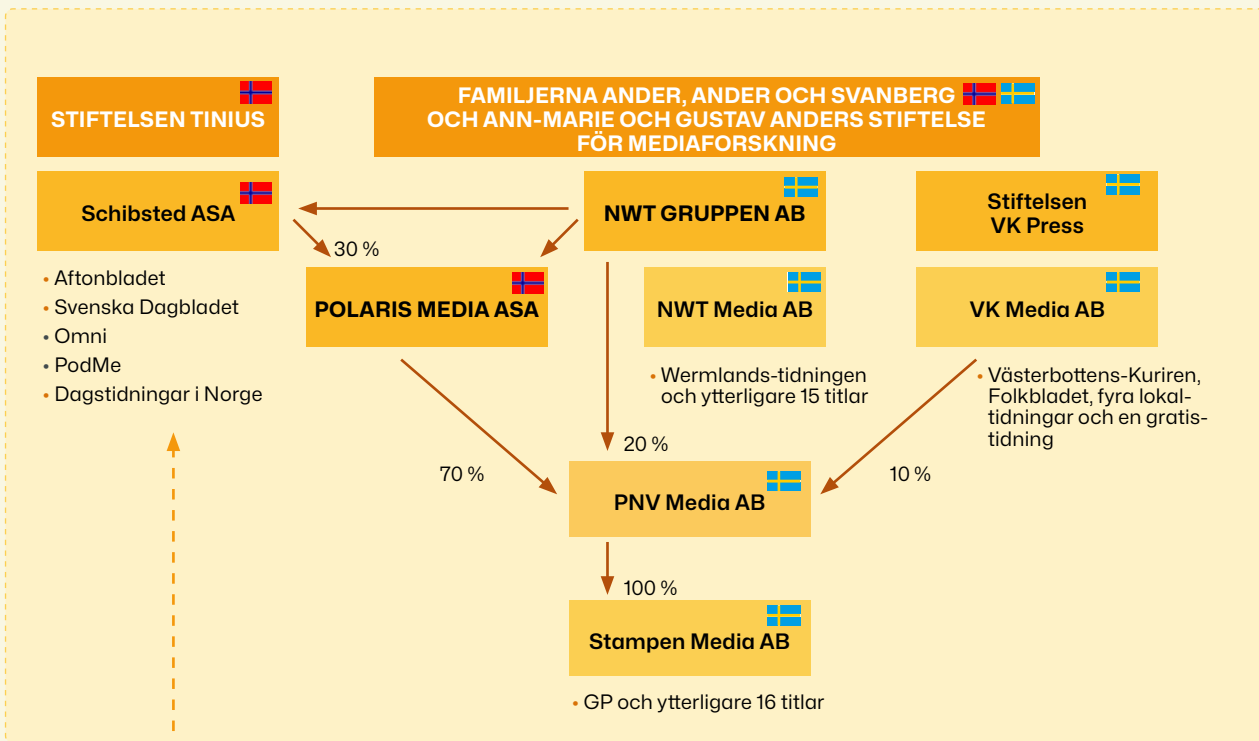 STIFTELSEN TINIUS
FAMILJERNA ANDER, ANDER OCH SVANBERG
OCH ANN-MARIE OCH GUSTAV ANDERS STIFTELSE
FÖR MEDIAFORSKNING
Schibsted ASA
NWT GRUPPEN AB
Stiftelsen
VK Press
30 %
• Aftonbladet
• Svenska Dagbladet
• Omni
• PodMe
• Dagstidningar i Norge
POLARIS MEDIA ASA
NWT Media AB
VK Media AB
• Wermlands-tidningen
och ytterligare 15 titlar
• Västerbottens-Kuriren,
Folkbladet, fyra lokal-
tidningar och en gratis-
tidning
70 %
20 %
10 %
PNV Media AB
100 %
Stampen Media AB
• GP och ytterligare 16 titlar